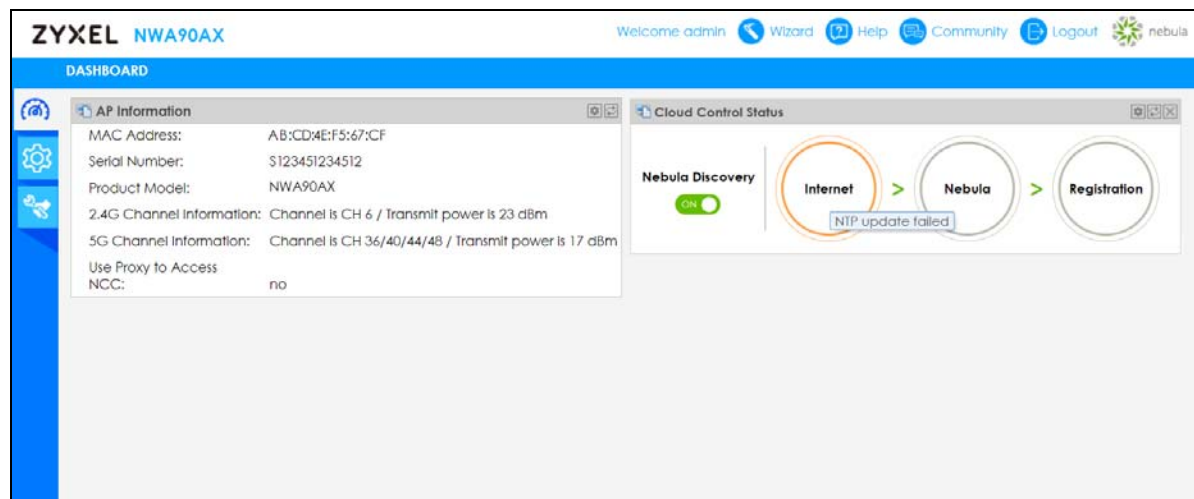 ZYXEL NWA90AX
Welcome admin Wizard Help Community Logout nebula
DASHBOARD
AP Information
MAC Address: AB:CD:4E:F5:67:CF
Serial Number: S123451234512
Product Model: NWA90AX
2.4G Channel Information: Channel is CH 6 / Transmit power is 23 dBm
5G Channel Information: Channel is CH 36/40/44/48 / Transmit power is 17 dBm
Use Proxy to Access
NCC: no
Cloud Control Status
Nebula Discovery
ON
Internet > Nebula > Registration
NTP update failed